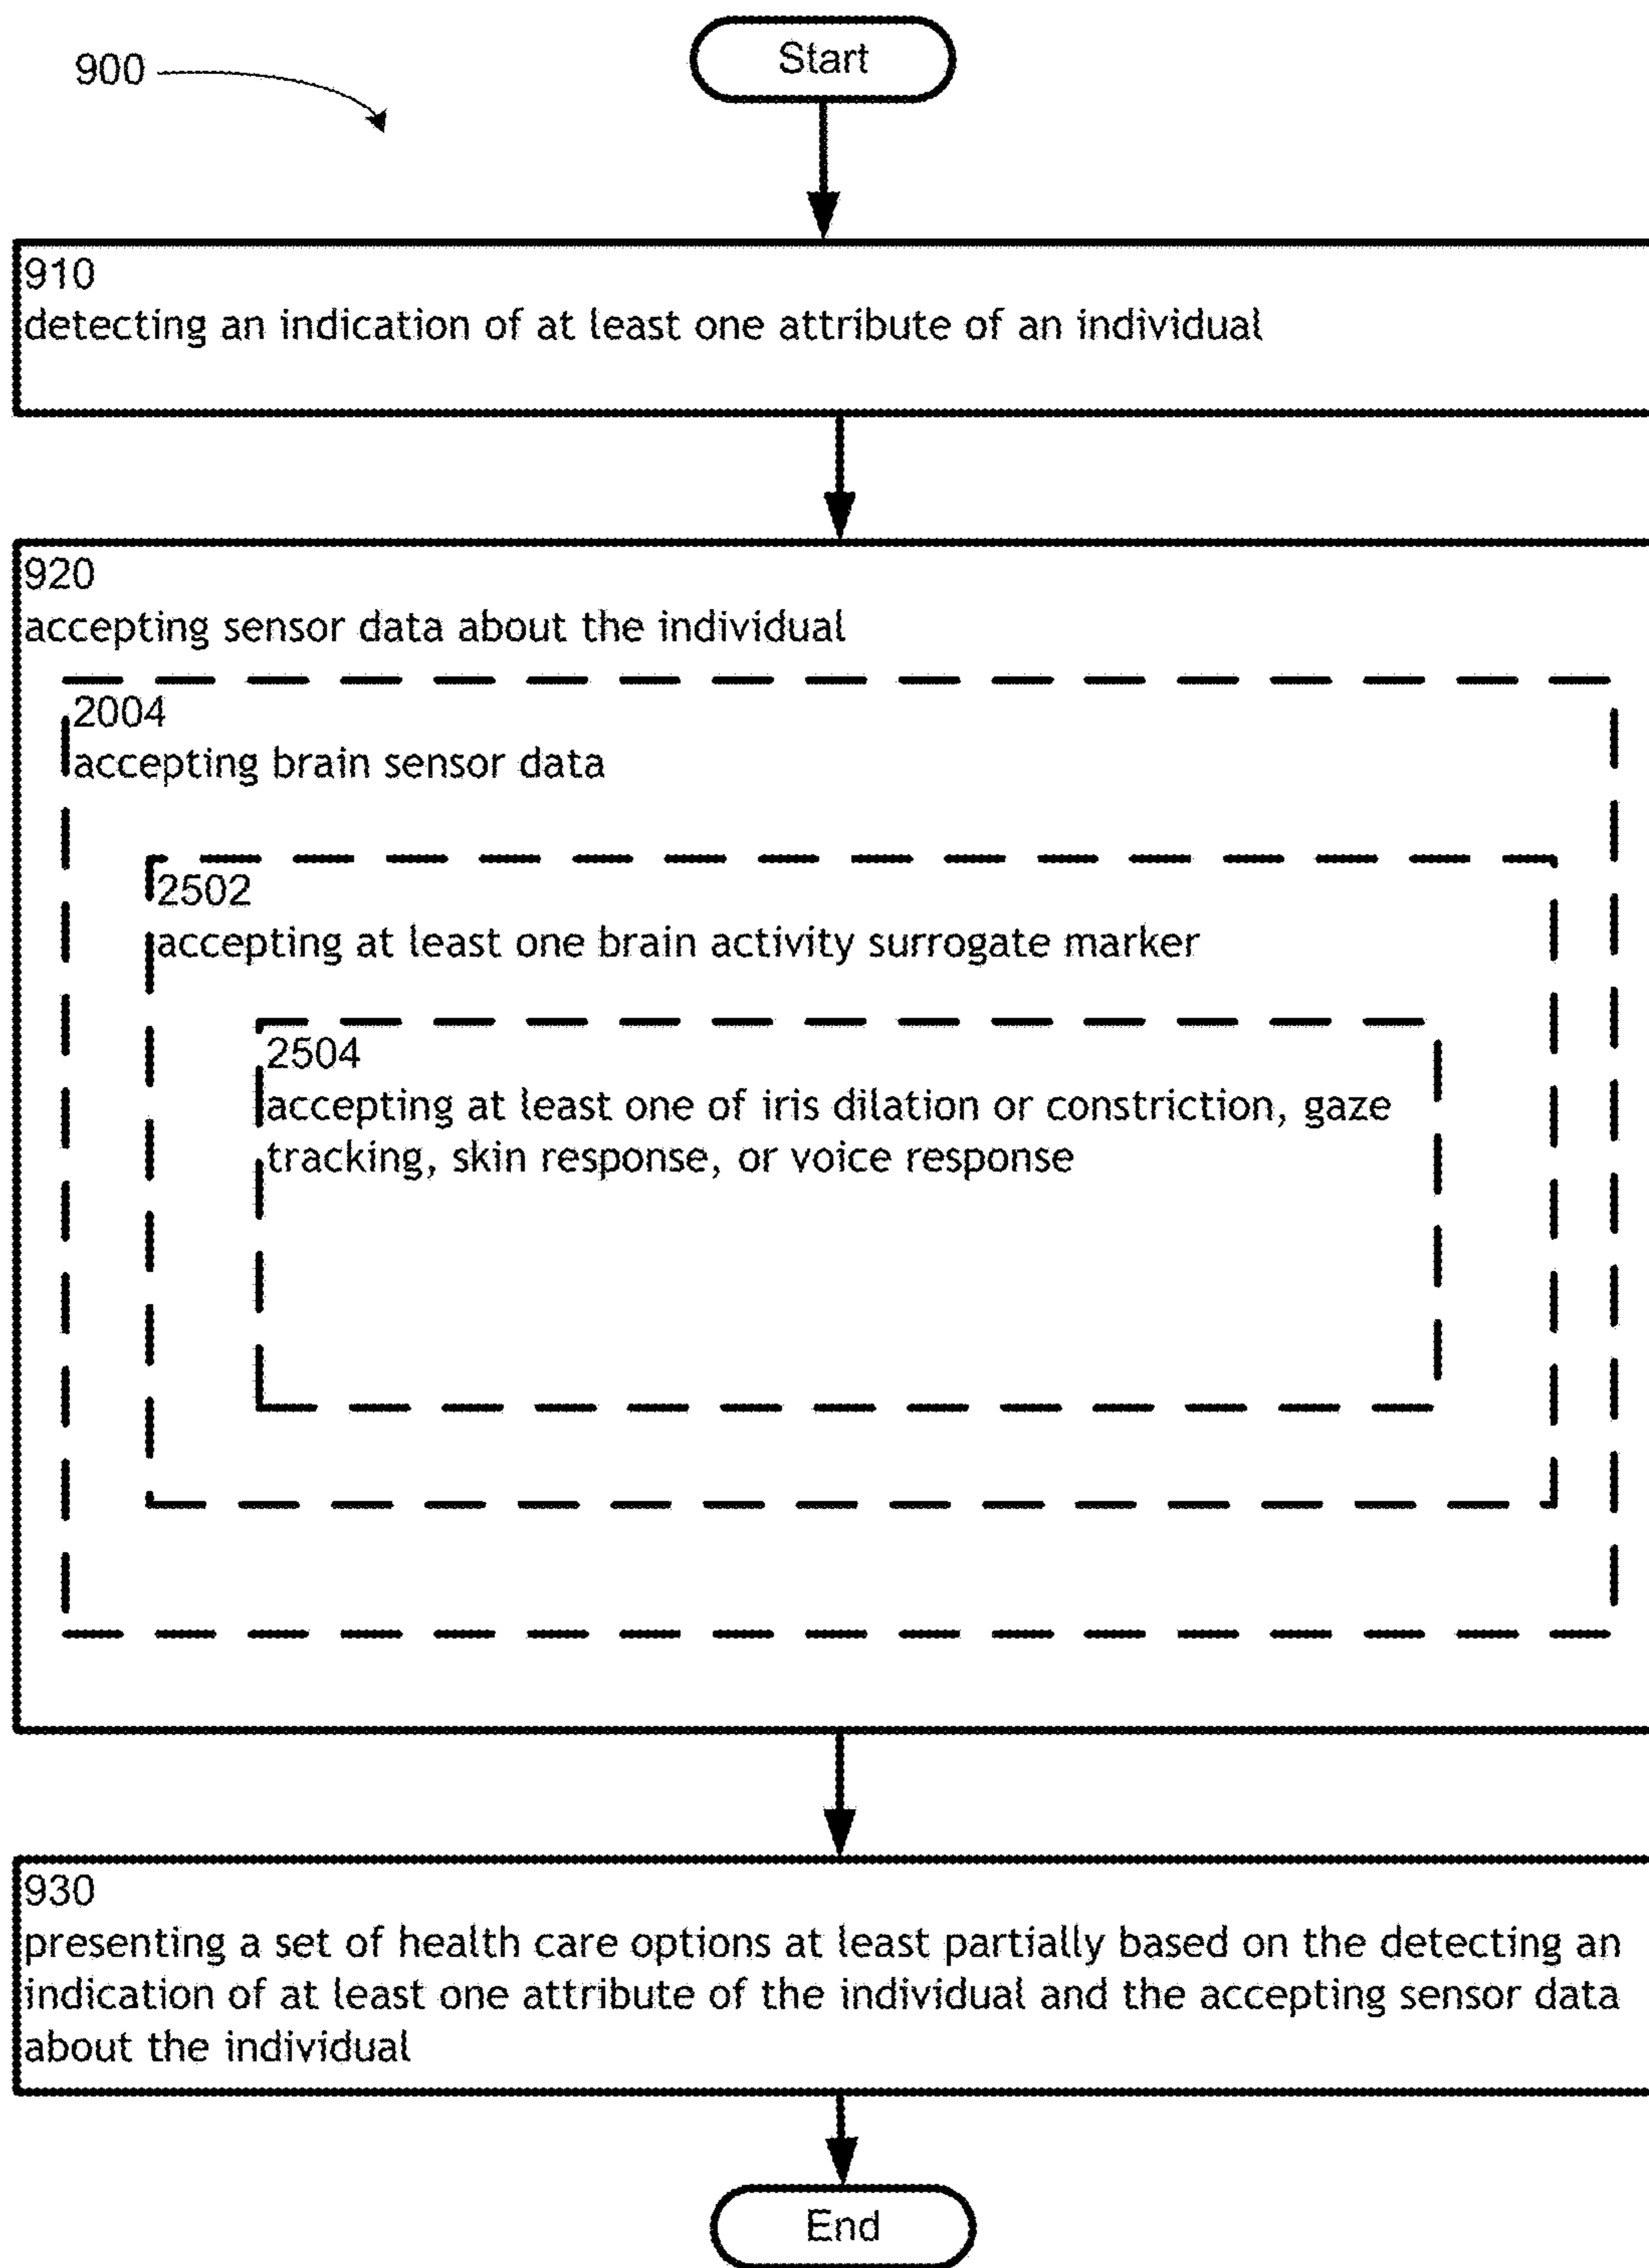 Start
900
910
detecting an indication of at least one attribute of an individual
920
accepting sensor data about the individual
2004
accepting brain sensor data
2502
accepting at least one brain activity surrogate marker
2504
accepting at least one of iris dilation or constriction, gaze
tracking, skin response, or voice response
930
presenting a set of health care options at least partially based on the detecting an
indication of at least one attribute of the individual and the accepting sensor data
about the individual
End